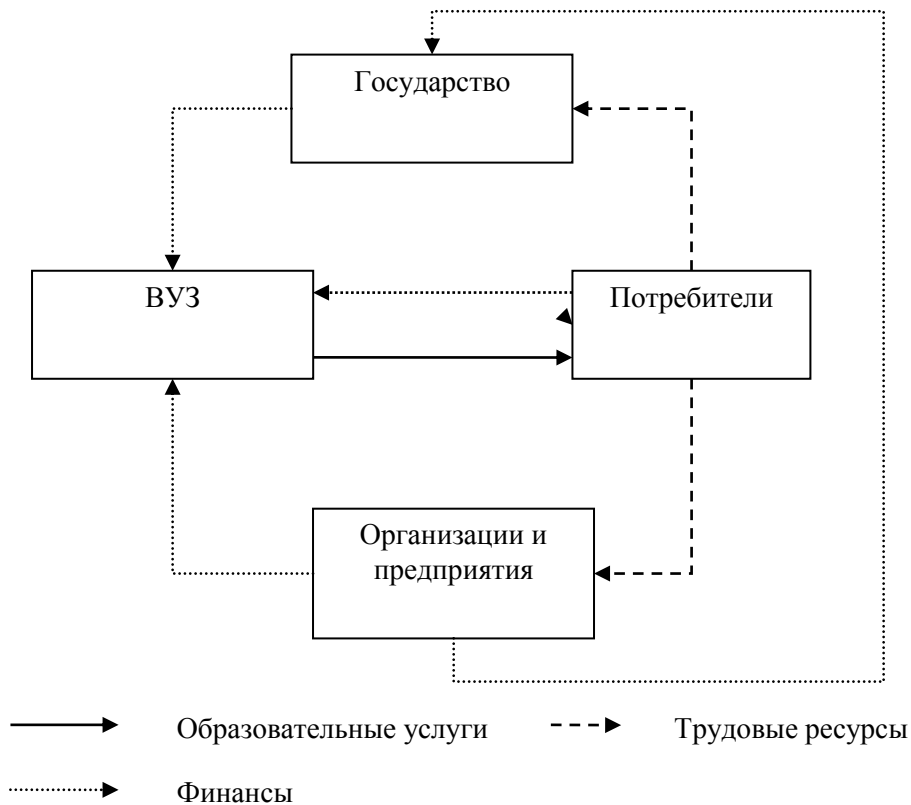 Государство
ВУЗ
Потребители
Организации и
предприятия
Образовательные услуги
Трудовые ресурсы
Финансы